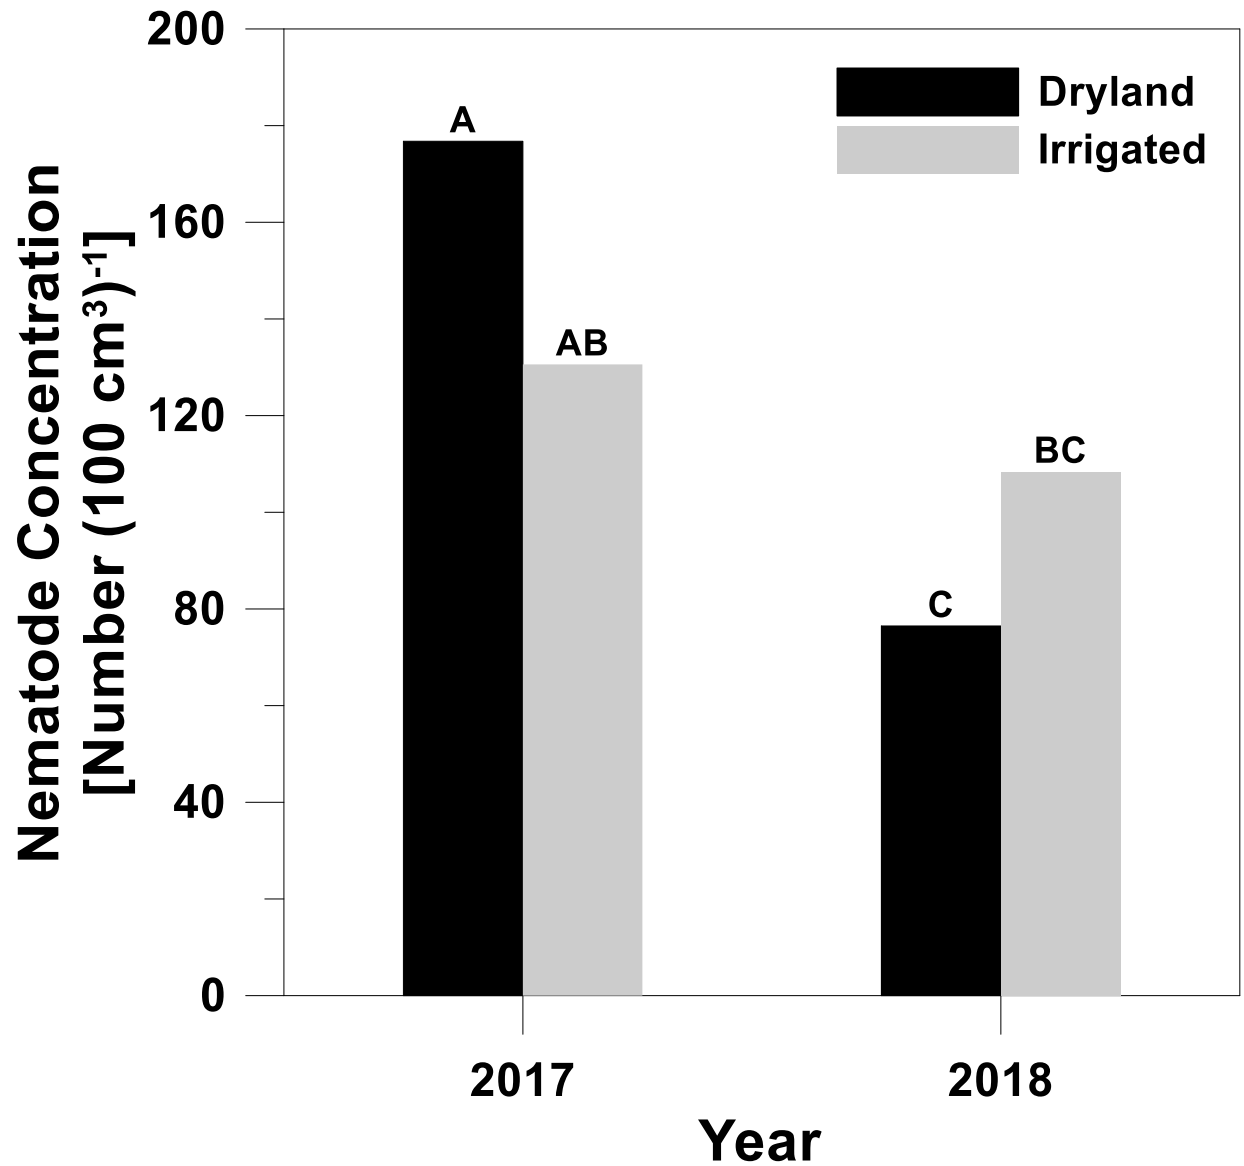 Nematode Concentration
[Number (100 cm³)⁻¹]
200
160
120
80
40
0
Dryland
Irrigated
A
AB
C
BC
2017
2018
Year